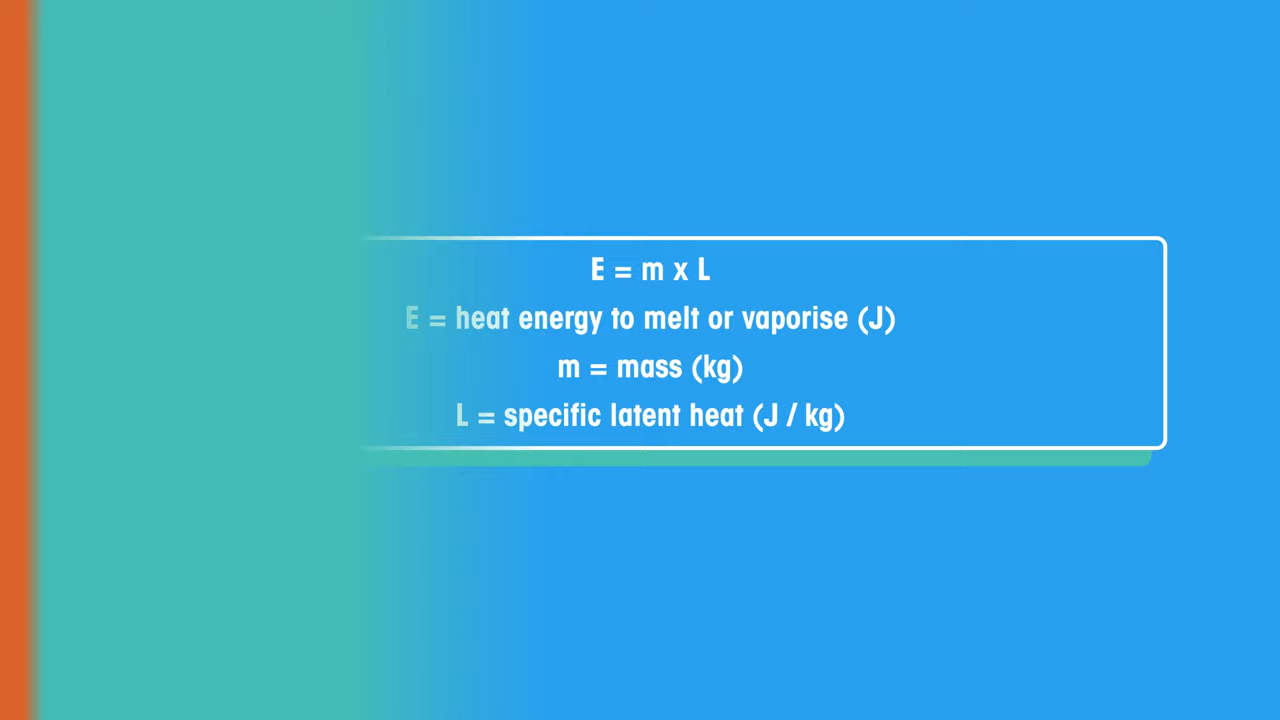 E = m x L
E = heat energy to melt or vaporise (J)
m = mass (kg)
L = specific latent heat (J / kg)